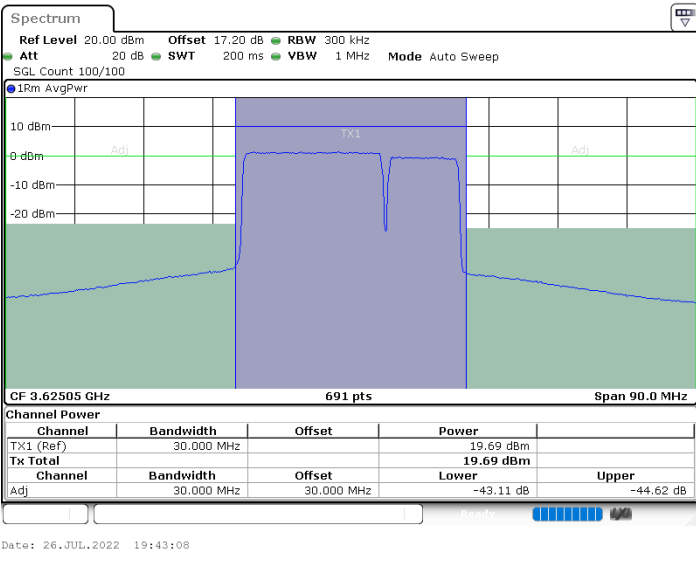 Spectrum
Ref Level 20.00 dBm Offset 17.20 dB RBW 300 kHz
Att 20 dB SWT 200 ms VBW 1 MHz Mode Auto Sweep
SGL Count 100/100
1Rm AvgPwr
10 dBm
TX1
Adj
Adj
0 dBm
-10 dBm
-20 dBm
CF 3.62505 GHz 691 pts Span 90.0 MHz
Channel Power
Channel Bandwidth Offset Power
TX1 (Ref) 30.000 MHz 19.69 dBm
Tx Total 19.69 dBm
Channel Bandwidth Offset Lower Upper
Adj 30.000 MHz 30.000 MHz -43.11 dB -44.62 dB
Ready
Date: 26.JUL.2022 19:43:08